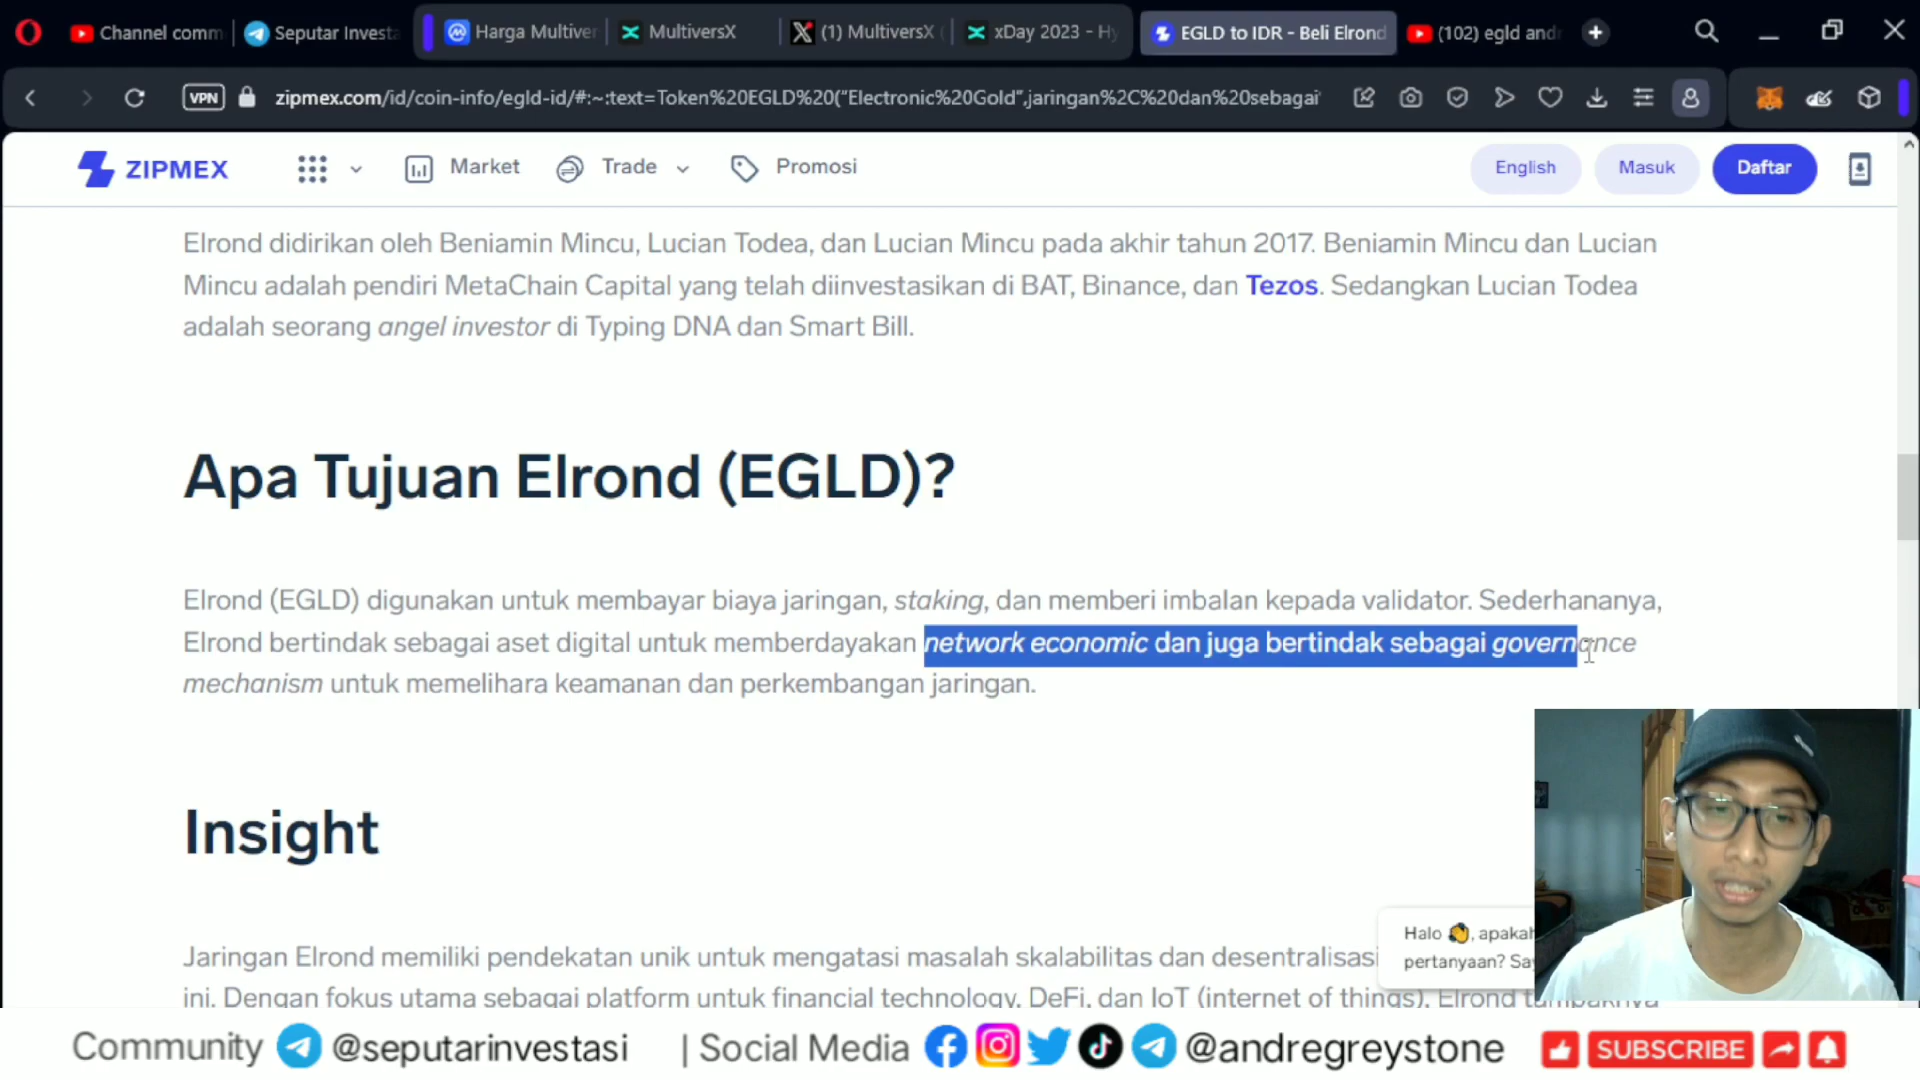 Channel comm
Seputar Investa
Harga Multiver
MultiversX
(1) MultiversX (
xDay 2023 - Hy
EGLD to IDR - Beli Elrond
(102) egld andr
VPN
zipmex.com/id/coin-info/egld-id/#:~:text=Token%20EGLD%20(“Electronic%20Gold”,jaringan%2C%20dan%20sebagai
ZIPMEX
Market
Trade
Promosi
English
Masuk
Daftar
Elrond didirikan oleh Beniamin Mincu, Lucian Todea, dan Lucian Mincu pada akhir tahun 2017. Beniamin Mincu dan Lucian
Mincu adalah pendiri MetaChain Capital yang telah diinvestasikan di BAT, Binance, dan Tezos. Sedangkan Lucian Todea
adalah seorang angel investor di Typing DNA dan Smart Bill.
Apa Tujuan Elrond (EGLD)?
Elrond (EGLD) digunakan untuk membayar biaya jaringan, staking, dan memberi imbalan kepada validator. Sederhananya,
Elrond bertindak sebagai aset digital untuk memberdayakan network economic dan juga bertindak sebagai governance
mechanism untuk memelihara keamanan dan perkembangan jaringan.
Insight
Jaringan Elrond memiliki pendekatan unik untuk mengatasi masalah skalabilitas dan desentralisasi
ini. Dengan fokus utama sebagai platform untuk financial technology, DeFi, dan IoT (internet of things), Elrond tampaknya
Halo 👋, apakah
pertanyaan? Say
Community @seputarinvestasi | Social Media @andregreystone SUBSCRIBE